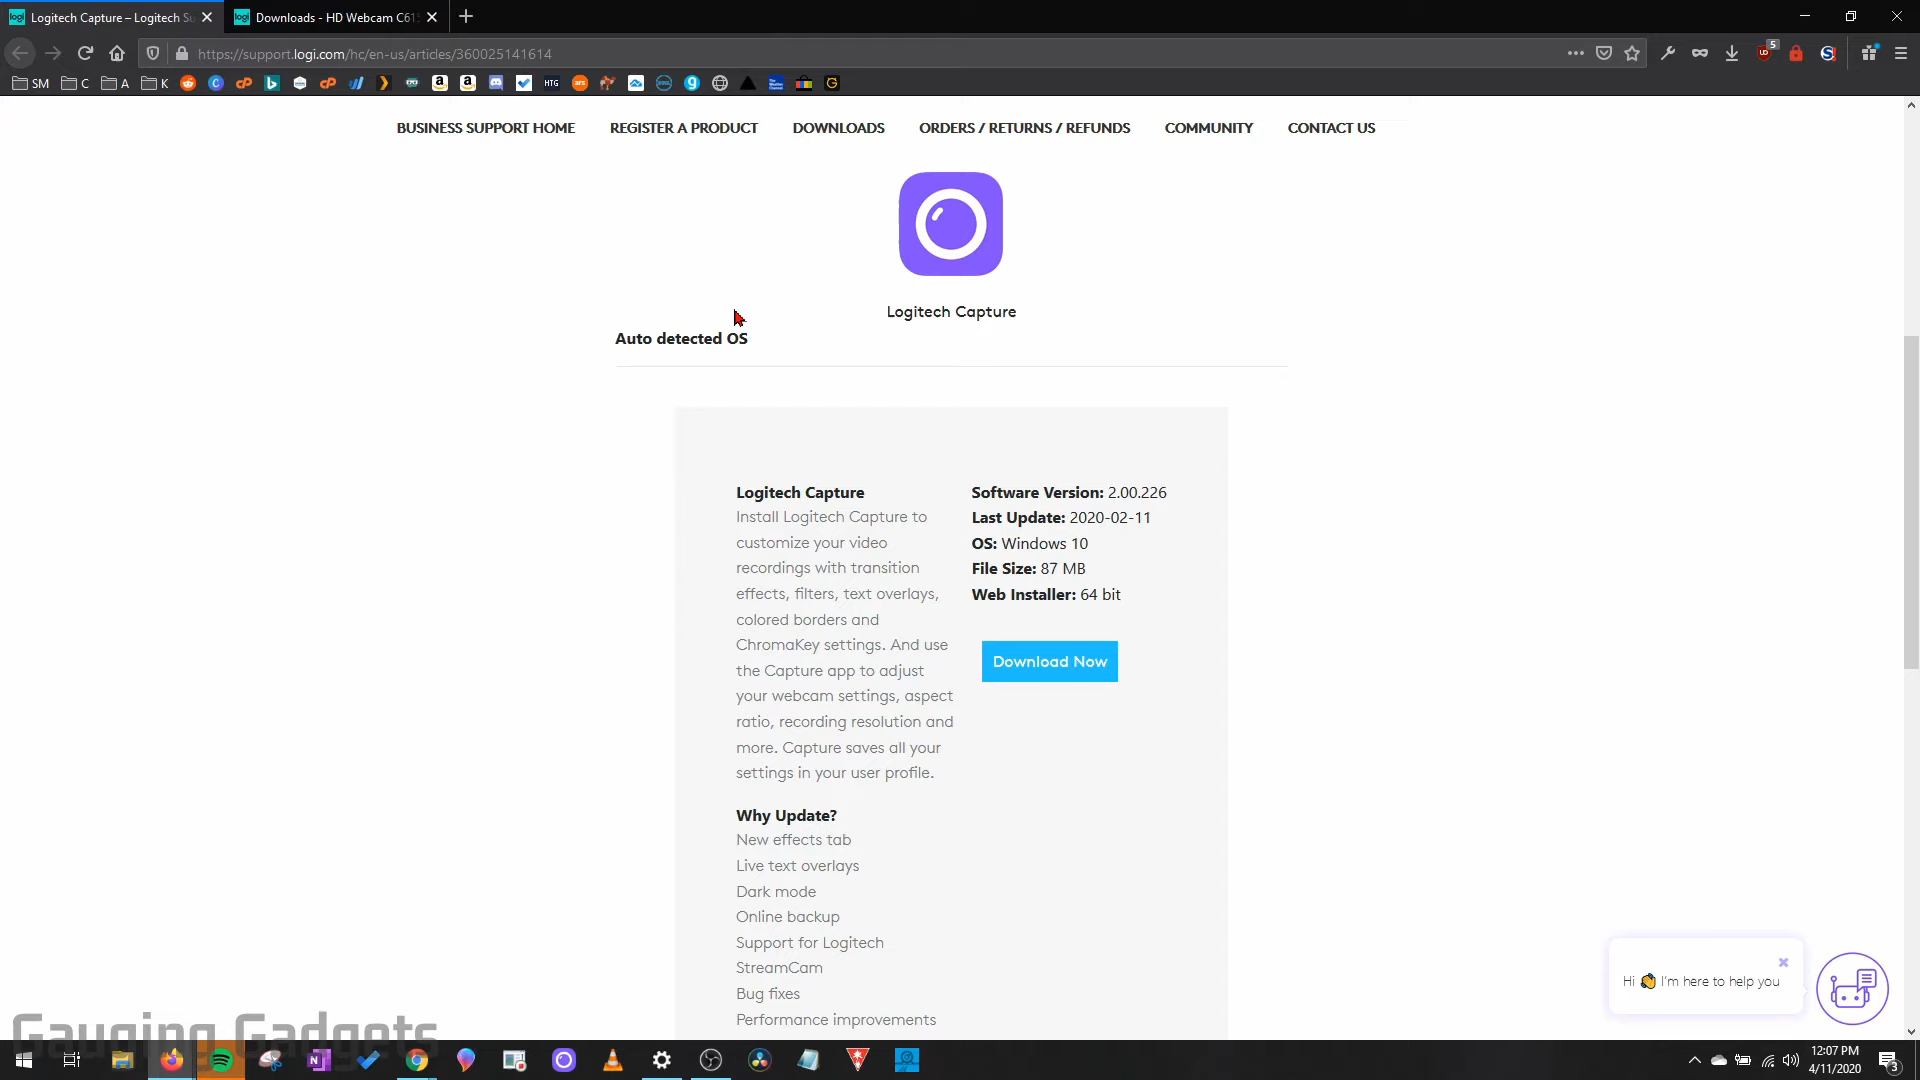 Logitech Capture – Logitech Su
Downloads - HD Webcam C615
https://support.logi.com/hc/en-us/articles/360025141614
5
SM
C
A
K
HTG
BUSINESS SUPPORT HOME
REGISTER A PRODUCT
DOWNLOADS
ORDERS / RETURNS / REFUNDS
COMMUNITY
CONTACT US
Logitech Capture
Auto detected OS
Logitech Capture
Install Logitech Capture to
customize your video
recordings with transition
effects, filters, text overlays,
colored borders and
ChromaKey settings. And use
the Capture app to adjust
your webcam settings, aspect
ratio, recording resolution and
more. Capture saves all your
settings in your user profile.
Why Update?
New effects tab
Live text overlays
Dark mode
Online backup
Support for Logitech
StreamCam
Bug fixes
Performance improvements
Software Version: 2.00.226
Last Update: 2020-02-11
OS: Windows 10
File Size: 87 MB
Web Installer: 64 bit
Download Now
Hi 👋 I'm here to help you
Gauging Gadgets
12:07 PM
4/11/2020
3